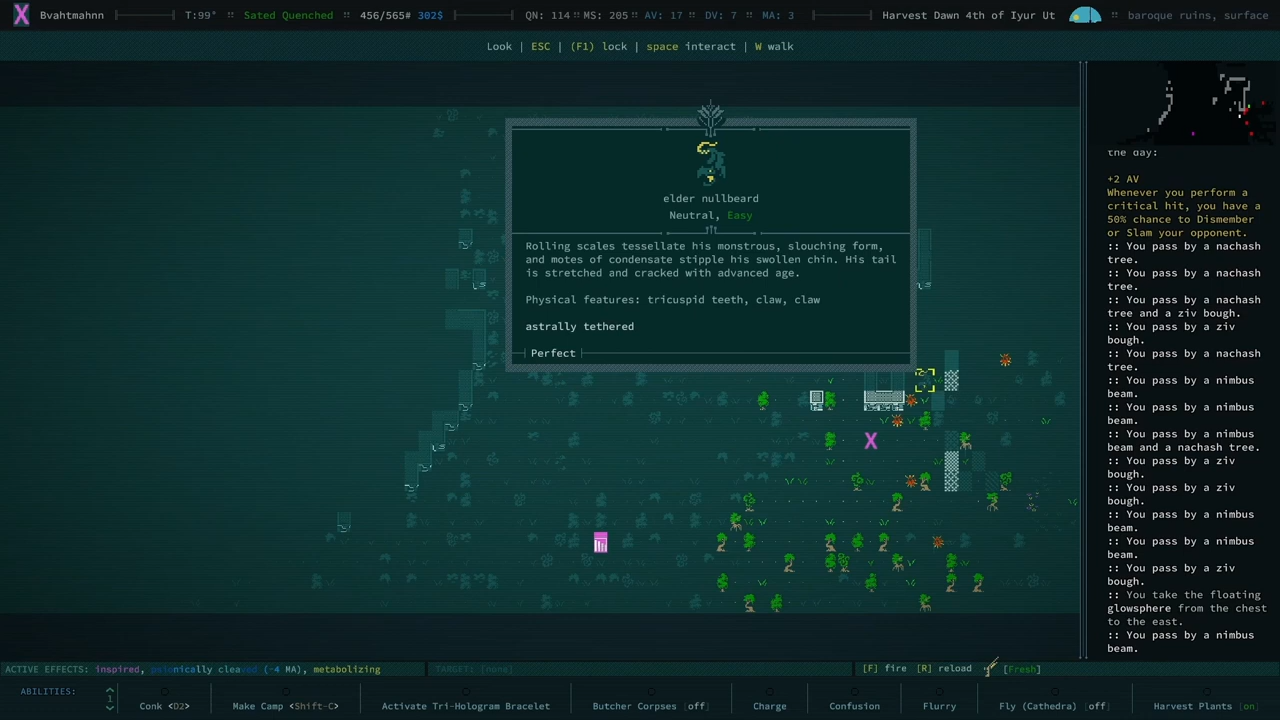 Bvahtmahnn T:99° :: Sated Quenched :: 456/565# 302$ QN: 114 :: MS: 205 :: AV: 17 :: DV: 7 :: MA: 3 Harvest Dawn 4th of Iyur Ut :: baroque ruins, surface
Look | ESC | (F1) lock | space interact | W walk
elder nullbeard
Neutral, Easy
Rolling scales tessellate his monstrous, slouching form,
and motes of condensate stipple his swollen chin. His tail
is stretched and cracked with advanced age.
Physical features: tricuspid teeth, claw, claw
astrally tethered
Perfect
the day:
+2 AV
Whenever you perform a
critical hit, you have a
50% chance to Dismember
or Slam your opponent.
:: You pass by a nachash
tree.
:: You pass by a nachash
tree.
:: You pass by a nachash
tree and a ziv bough.
:: You pass by a ziv
bough.
:: You pass by a nachash
tree.
:: You pass by a nimbus
beam.
:: You pass by a nimbus
beam.
:: You pass by a nimbus
beam and a nachash tree.
:: You pass by a ziv
bough.
:: You pass by a ziv
bough.
:: You pass by a nimbus
beam.
:: You pass by a nimbus
beam.
:: You pass by a ziv
bough.
:: You take the floating
glowsphere from the chest
to the east.
:: You pass by a nimbus
beam.
ACTIVE EFFECTS: inspired, psionically cleaved (-4 MA), metabolizing
TARGET: [none]
[F] fire [R] reload [Fresh]
ABILITIES: 1 Conk <D2> Make Camp <Shift-C> Activate Tri-Hologram Bracelet Butcher Corpses [off] Charge Confusion Flurry Fly (Cathedra) [off] Harvest Plants [on]